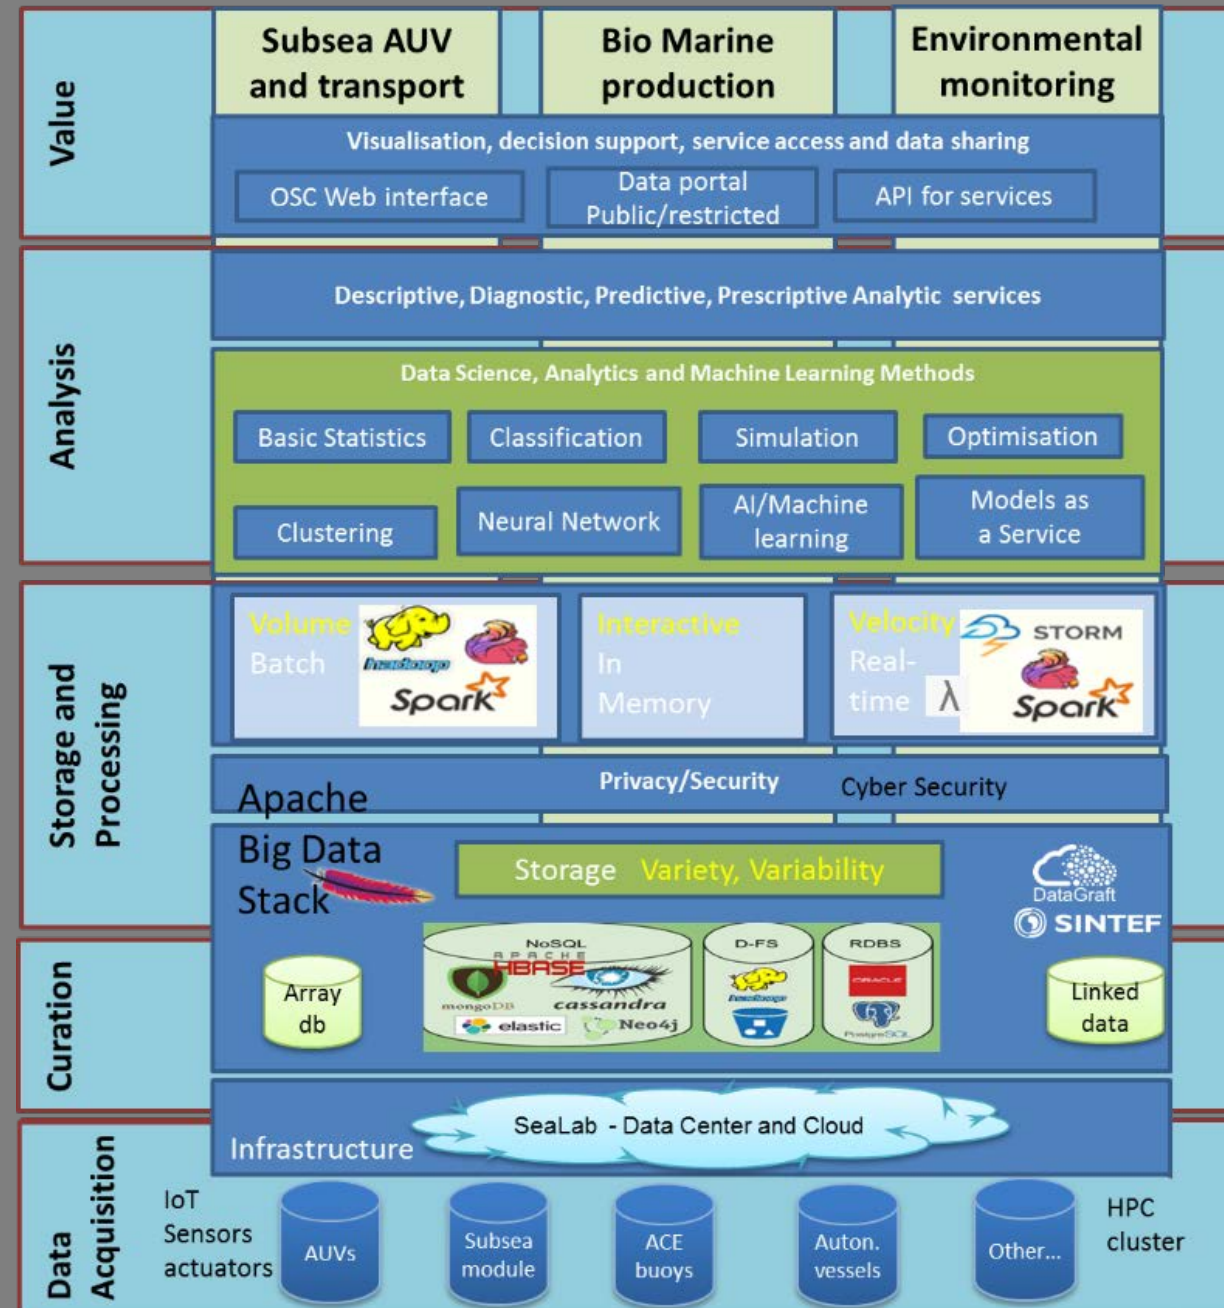 Value
Subsea AUV
and transport
Bio Marine
production
Environmental
monitoring
Visualisation, decision support, service access and data sharing
OSC Web interface
Data portal
Public/restricted
API for services
Analysis
Descriptive, Diagnostic, Predictive, Prescriptive Analytic services
Data Science, Analytics and Machine Learning Methods
Basic Statistics
Classification
Simulation
Optimisation
Clustering
Neural Network
AI/Machine
learning
Models as
a Service
Storage and
Processing
Volume
Batch
hadoop
Spark
Interactive
In
Memory
Velocity
Real-
time
λ
STORM
Spark
Privacy/Security
Cyber Security
Apache
Big Data
Stack
Storage Variety, Variability
DataGraft
SINTEF
Curation
Array
db
NoSQL
APACHE
HBASE
mongoDB
cassandra
elastic
Neo4j
D-FS
hadoop
RDBS
ORACLE
PostgreSQL
Linked
data
Infrastructure
SeaLab - Data Center and Cloud
Data
Acquisition
IoT
Sensors
actuators
AUVs
Subsea
module
ACE
buoys
Auton.
vessels
Other...
HPC
cluster